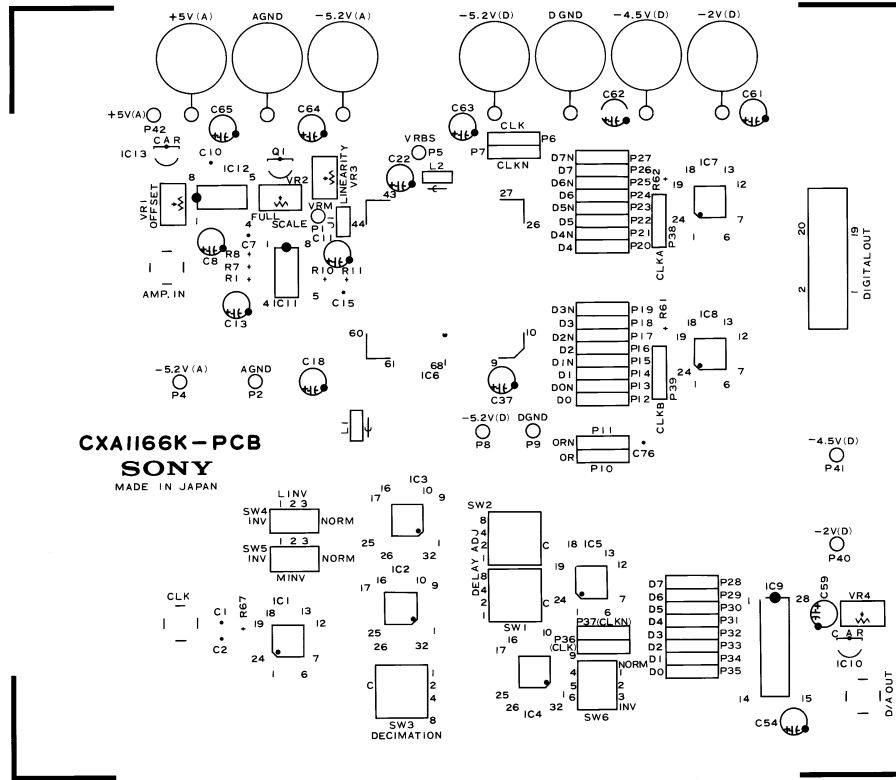 +5V(A) AGND -5.2V(A) -5.2V(D) DGND -4.5V(D) -2V(D)
+5V(A) P42 C65 C64 C63 C62 C61
CAR IC13 C10 IC12 Q1
8 5 1 4
VR1 OFFSET
VR2 FULL SCALE
LINEARITY VR3
VRM P1 J1
C22 VRBS P5 L2
CLK P6
P7 CLKN
43 27
44 26
60 10
61 68 1 9
IC6
D7N P27
D7 P26
D6N P25
D6 P24
D5N P23
D5 P22
D4N P21
D4 P20
R62
CLKA P38
IC7
18 13
19 12
24 7
1 6
20 19
2 1
DIGITAL OUT
C8 C7 C11
R8
R7
R1
1 8
4 5
IC11
R10 R11
C15
AMP.IN
C13
D3N P19
D3 P18
D2N P17
D2 P16
D1N P15
D1 P14
D0N P13
D0 P12
R61
CLKB P39
IC8
18 13
19 12
24 7
1 6
-5.2V(A) P4
AGND P2
C18
C37
L1
-5.2V(D) P8
DGND P9
P11
ORN
OR
P10
C76
-4.5V(D)
P41
CXA1166K-PCB
SONY
MADE IN JAPAN
LINV
1 2 3
SW4 INV NORM
1 2 3
SW5 INV NORM
MINV
IC3
16 10
17 9
25 1
26 32
IC2
16 10
17 9
25 1
26 32
SW2
8
4
2
1
C
DELAY ADJ
8
4
2
1
C
SW1
IC5
18 13
19 12
24 7
1 6
-2V(D)
P40
CLK
C1
C2
R67
IC1
18 13
19 12
24 7
1 6
P37(CLKN)
P36 (CLK)
16 10
17 9
25 1
26 32
IC4
NORM
4 1
5 2
6 3
INV
SW6
C
1
2
4
8
SW3
DECIMATION
D7 P28
D6 P29
D5 P30
D4 P31
D3 P32
D2 P33
D1 P34
D0 P35
IC9
1 28
14 15
C59
VR4
CAR
IC10
D/A OUT
C54